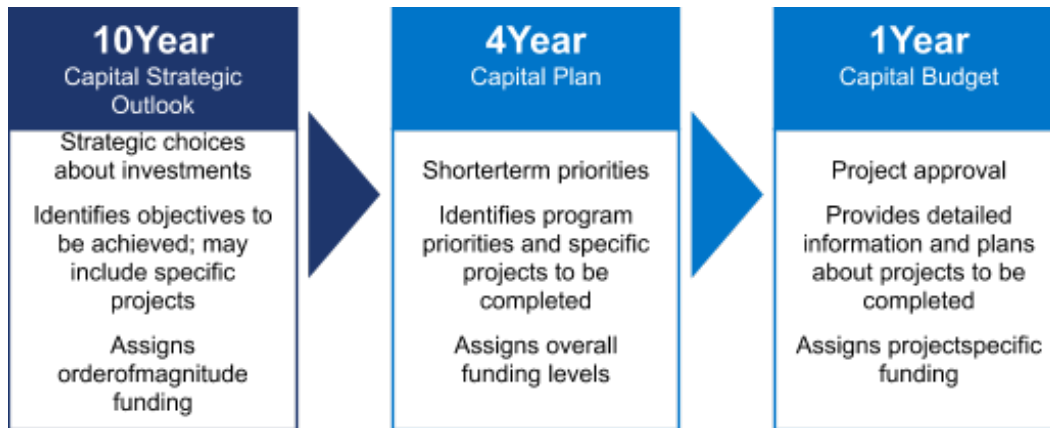 10Year
Capital Strategic
Outlook
Strategic choices
about investments
Identifies objectives to
be achieved; may
include specific
projects
Assigns
orderofmagnitude
funding
4Year
Capital Plan
Shorterterm priorities
Identifies program
priorities and specific
projects to be
completed
Assigns overall
funding levels
1Year
Capital Budget
Project approval
Provides detailed
information and plans
about projects to be
completed
Assigns projectspecific
funding